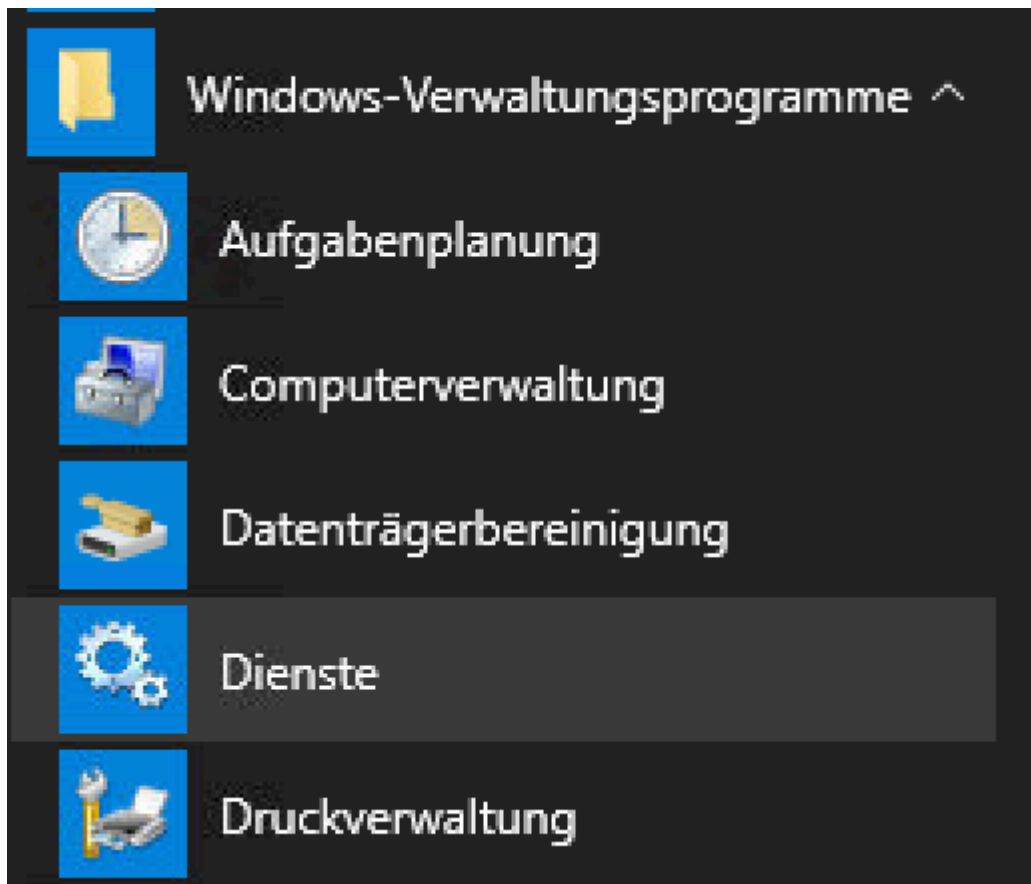 Windows-Verwaltungsprogramme
Aufgabenplanung
Computerverwaltung
Datenträgerbereinigung
Dienste
Druckverwaltung